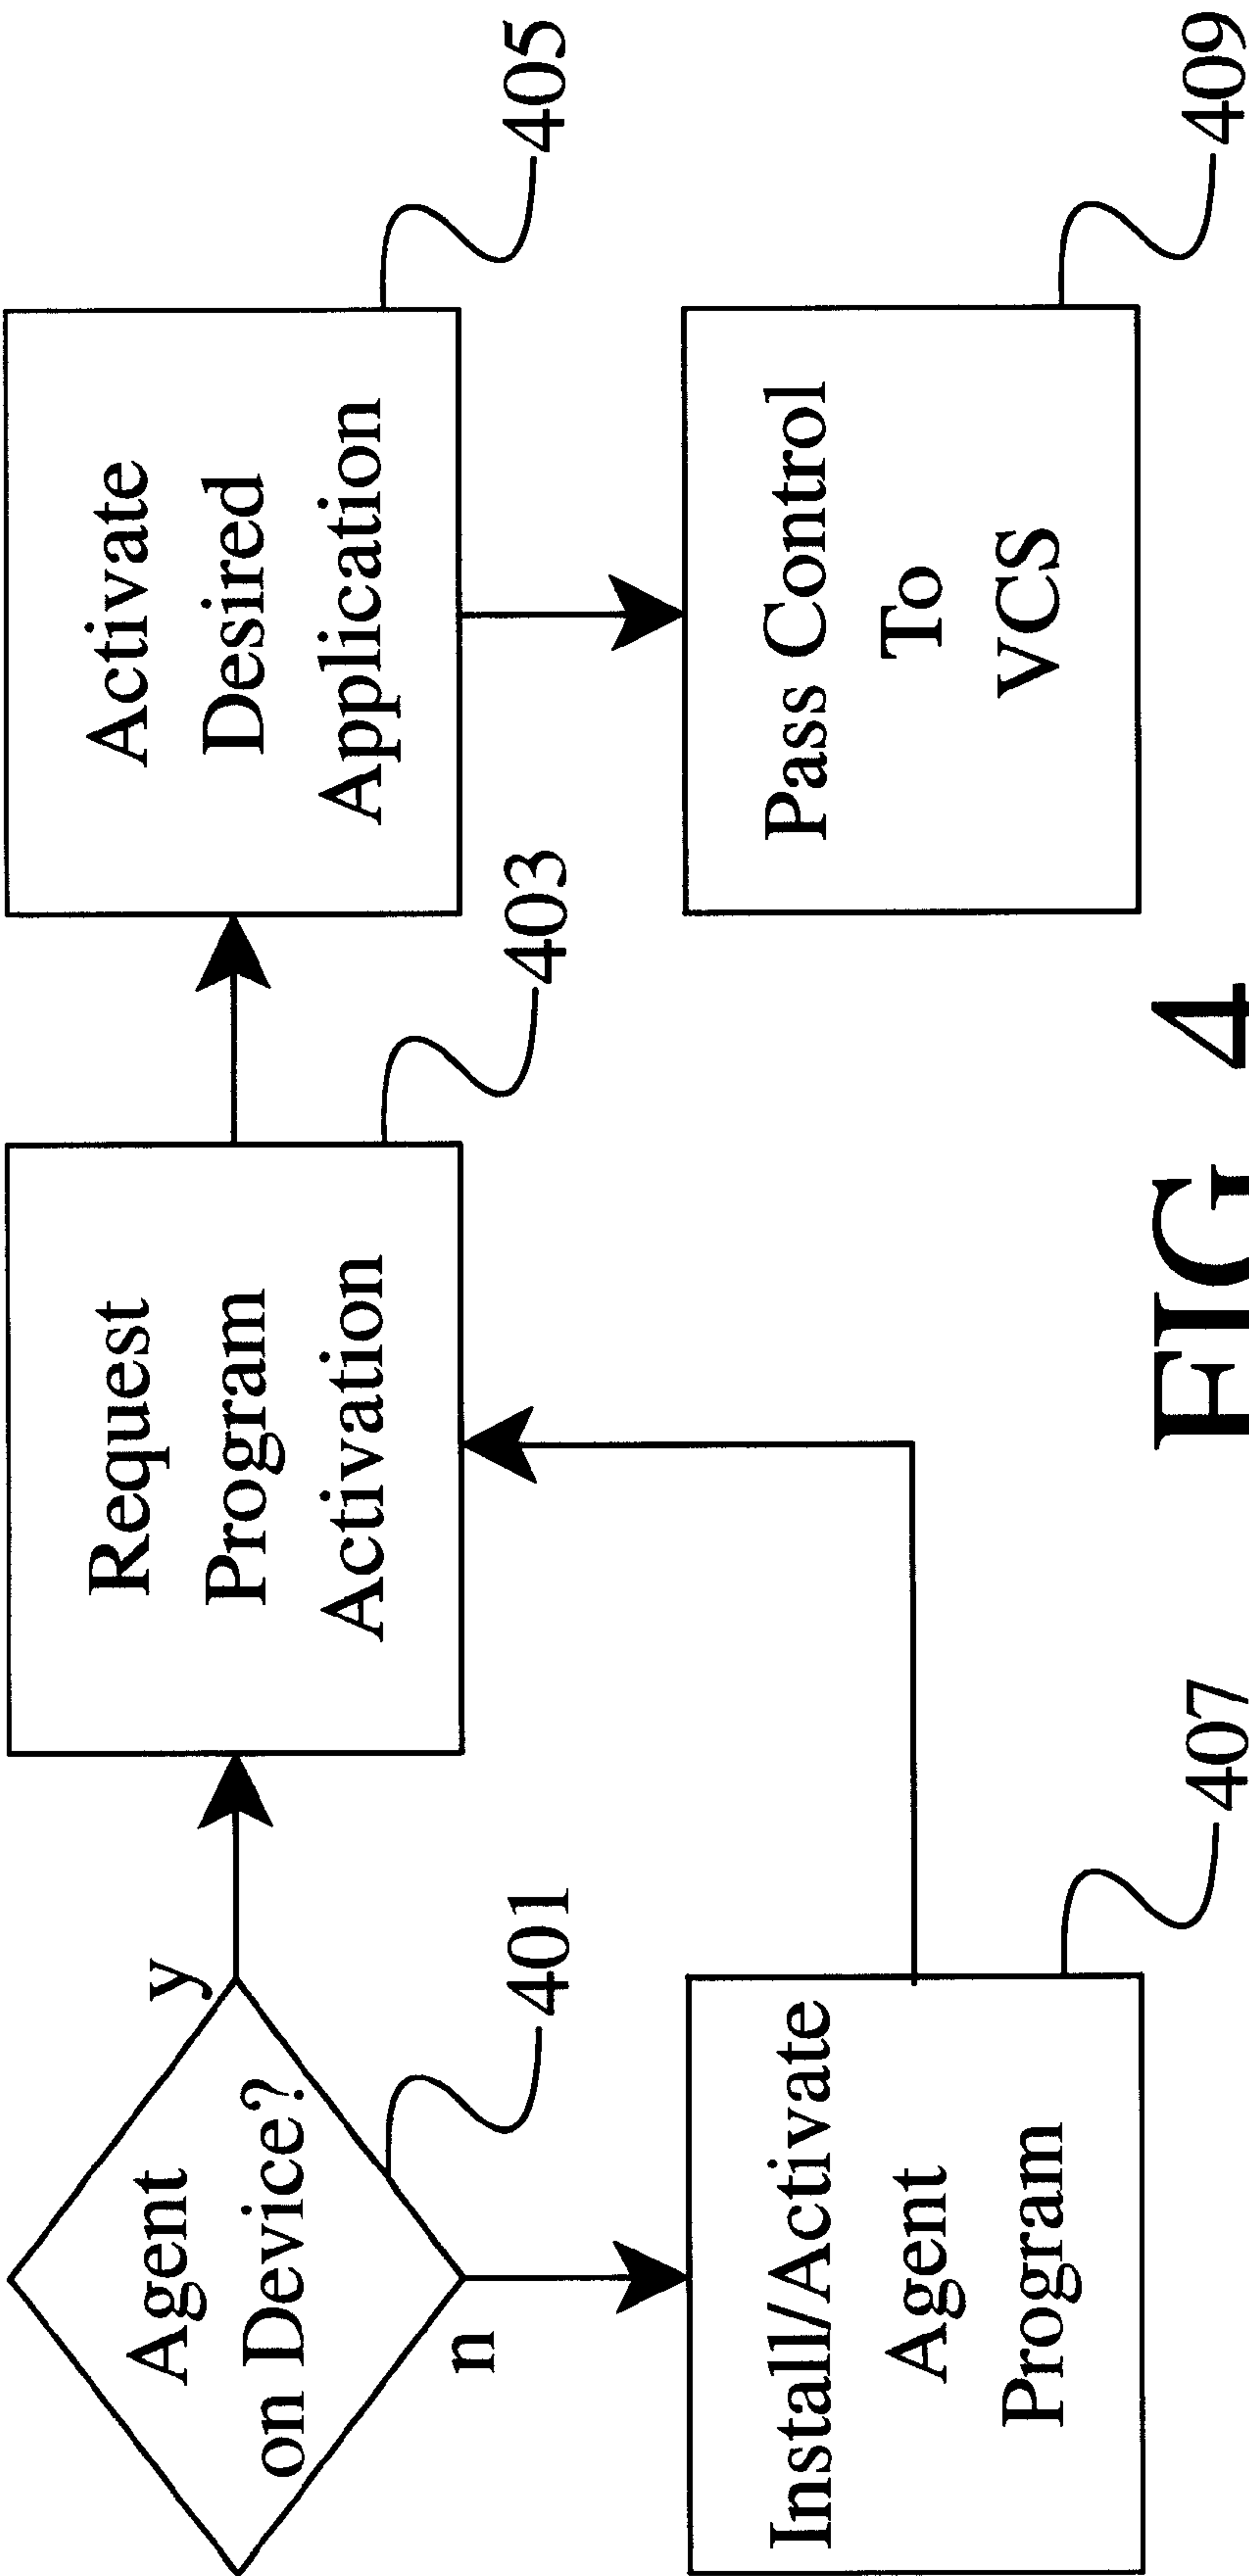 Agent
on Device?
y
n
401
Request
Program
Activation
403
Activate
Desired
Application
405
Install/Activate
Agent
Program
407
Pass Control
To
VCS
409
FIG 4